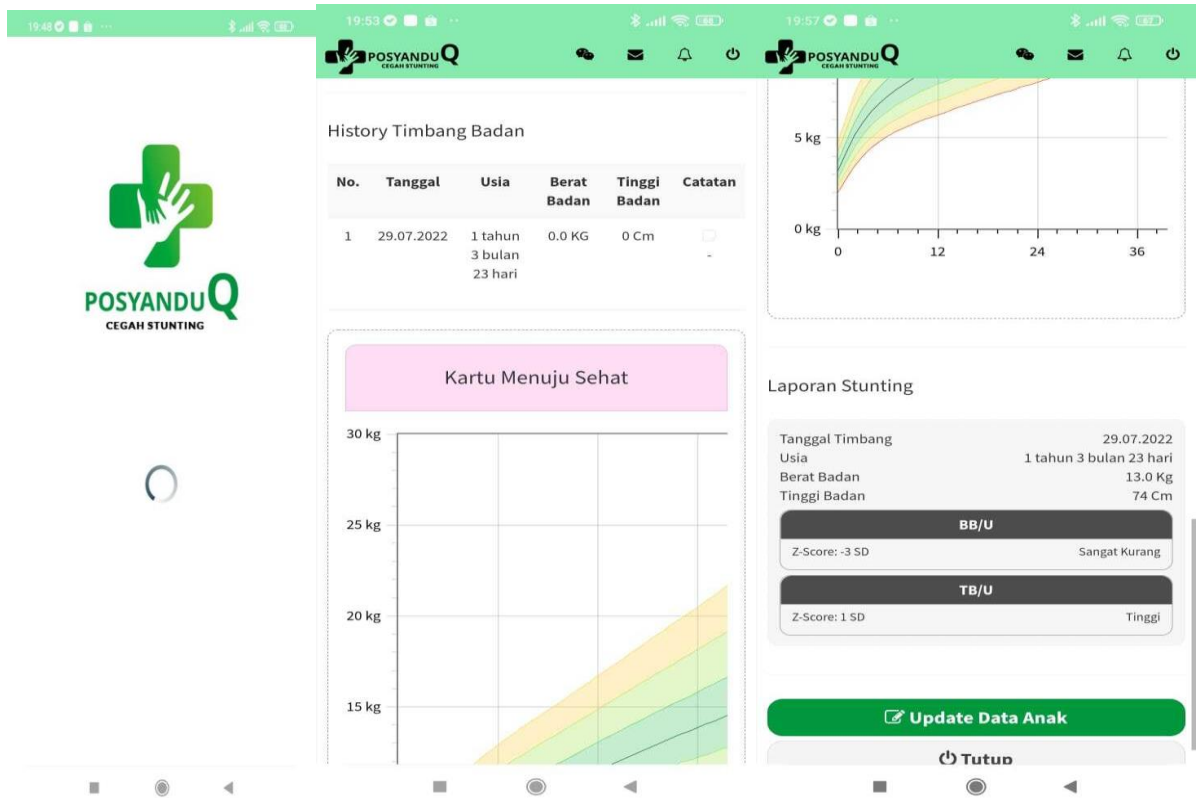 19:48
POSYANDU Q
CEGAH STUNTING
19:53
POSYANDU Q
CEGAH STUNTING
History Timbang Badan
No. Tanggal Usia Berat Badan Tinggi Badan Catatan
1 29.07.2022 1 tahun 3 bulan 23 hari 0.0 KG 0 Cm -
Kartu Menuju Sehat
30 kg
25 kg
20 kg
15 kg
19:57
POSYANDU Q
CEGAH STUNTING
5 kg
0 kg
0 12 24 36
Laporan Stunting
Tanggal Timbang 29.07.2022
Usia 1 tahun 3 bulan 23 hari
Berat Badan 13.0 Kg
Tinggi Badan 74 Cm
BB/U
Z-Score: -3 SD Sangat Kurang
TB/U
Z-Score: 1 SD Tinggi
Update Data Anak
Tutup